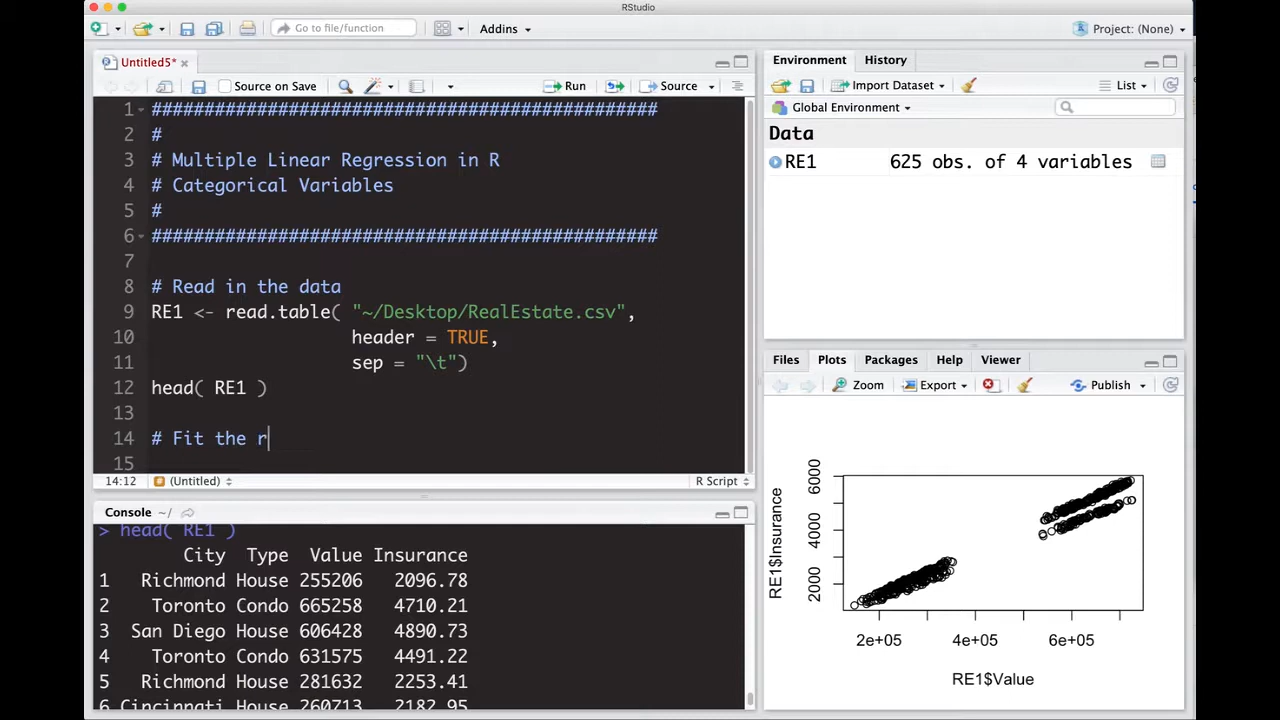 RStudio
Go to file/function
Addins
Project: (None)
Untitled5*
Source on Save
Run
Source
1 ################################################
2 #
3 # Multiple Linear Regression in R
4 # Categorical Variables
5 #
6 ################################################
7
8 # Read in the data
9 RE1 <- read.table( "~/Desktop/RealEstate.csv",
10 header = TRUE,
11 sep = "\t")
12 head( RE1 )
13
14 # Fit the r
15
14:12 (Untitled) R Script
Console ~/
> head( RE1 )
City Type Value Insurance
1 Richmond House 255206 2096.78
2 Toronto Condo 665258 4710.21
3 San Diego House 606428 4890.73
4 Toronto Condo 631575 4491.22
5 Richmond House 281632 2253.41
6 Cincinnati House 260713 2182.95
Environment History
Import Dataset List
Global Environment
Data
RE1 625 obs. of 4 variables
Files Plots Packages Help Viewer
Zoom Export Publish
RE1$Insurance
6000
4000
2000
2e+05 4e+05 6e+05
RE1$Value